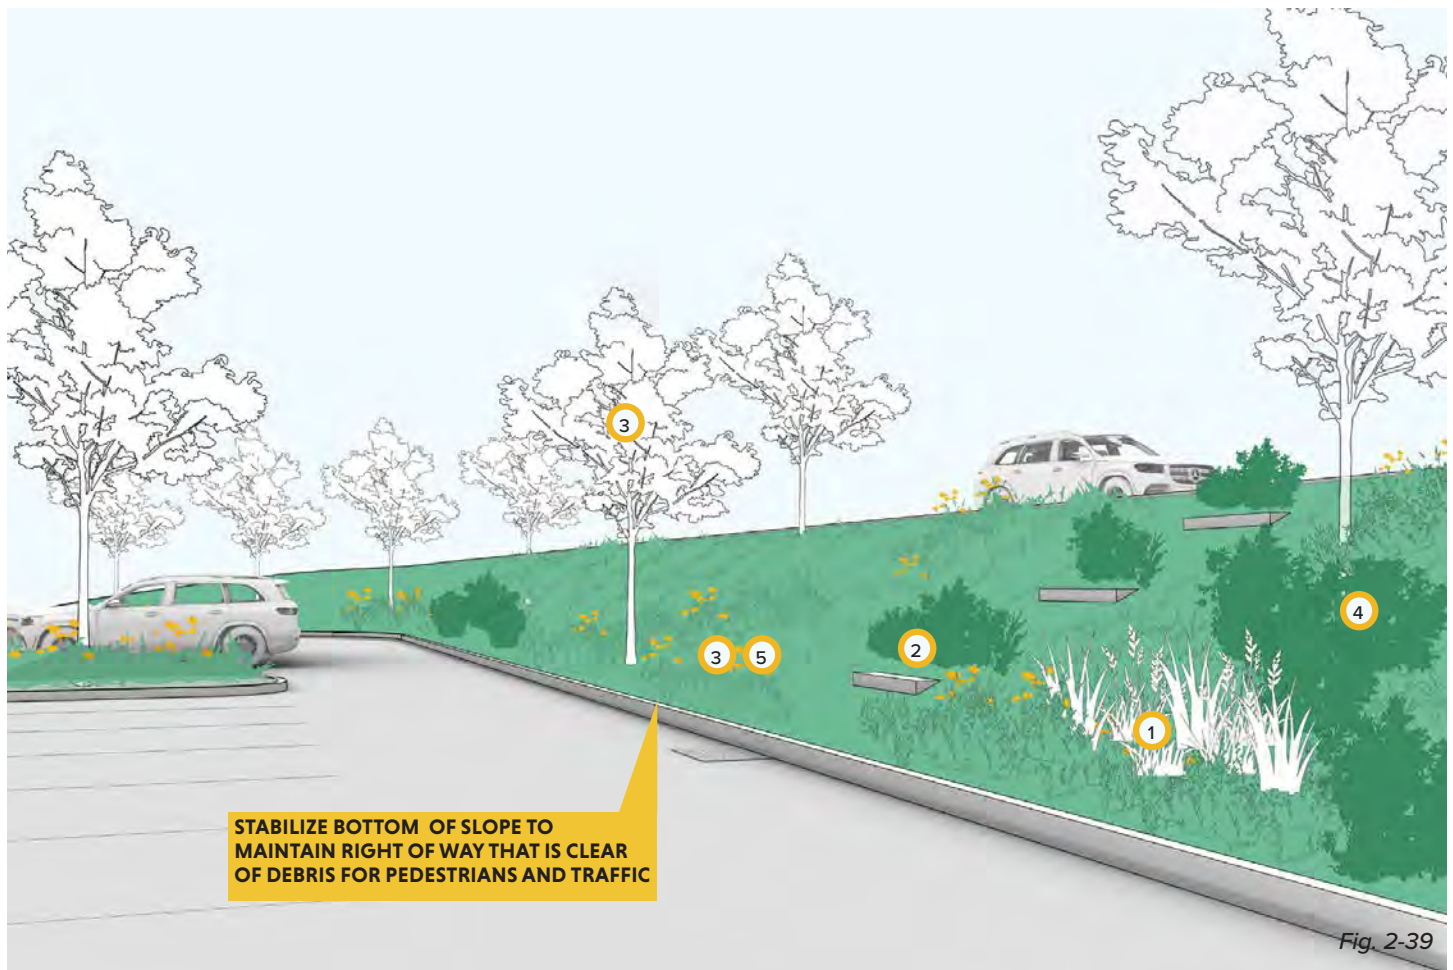 3
4
2
3
5
1
STABILIZE BOTTOM OF SLOPE TO
MAINTAIN RIGHT OF WAY THAT IS CLEAR
OF DEBRIS FOR PEDESTRIANS AND TRAFFIC
Fig. 2-39